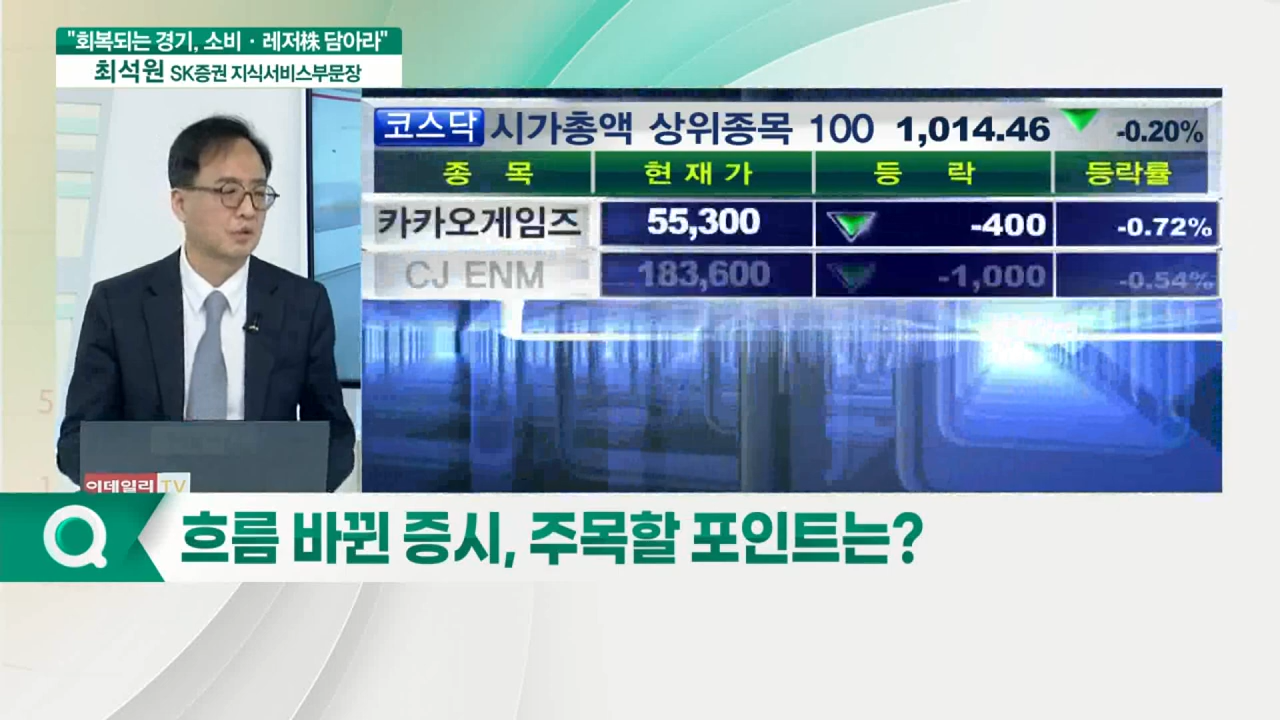 "회복되는 경기, 소비 · 레저株 담아라"
최석원 SK증권 지식서비스부문장
코스닥 시가총액 상위종목 100 1,014.46 -0.20%
종 목 현재가 등 락 등락률
카카오게임즈 55,300 -400 -0.72%
CJ ENM 183,600 -1,000 -0.54%
5
1
이데일리TV
Q 흐름 바뀐 증시, 주목할 포인트는?